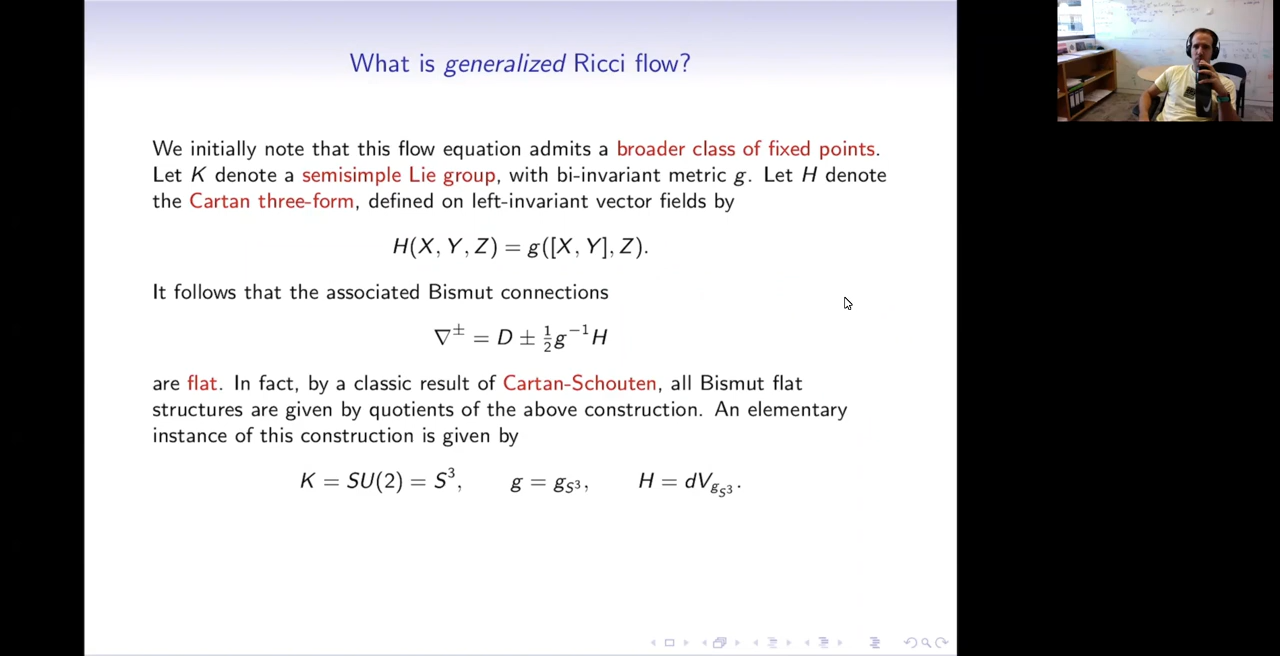 What is generalized Ricci flow?
We initially note that this flow equation admits a broader class of fixed points.
Let K denote a semisimple Lie group, with bi-invariant metric g. Let H denote
the Cartan three-form, defined on left-invariant vector fields by
H(X, Y, Z) = g([X, Y], Z).
It follows that the associated Bismut connections
∇± = D ± ½g⁻¹H
are flat. In fact, by a classic result of Cartan-Schouten, all Bismut flat
structures are given by quotients of the above construction. An elementary
instance of this construction is given by
K = SU(2) = S³, g = g_{S³}, H = dV_{g_{S³}}.